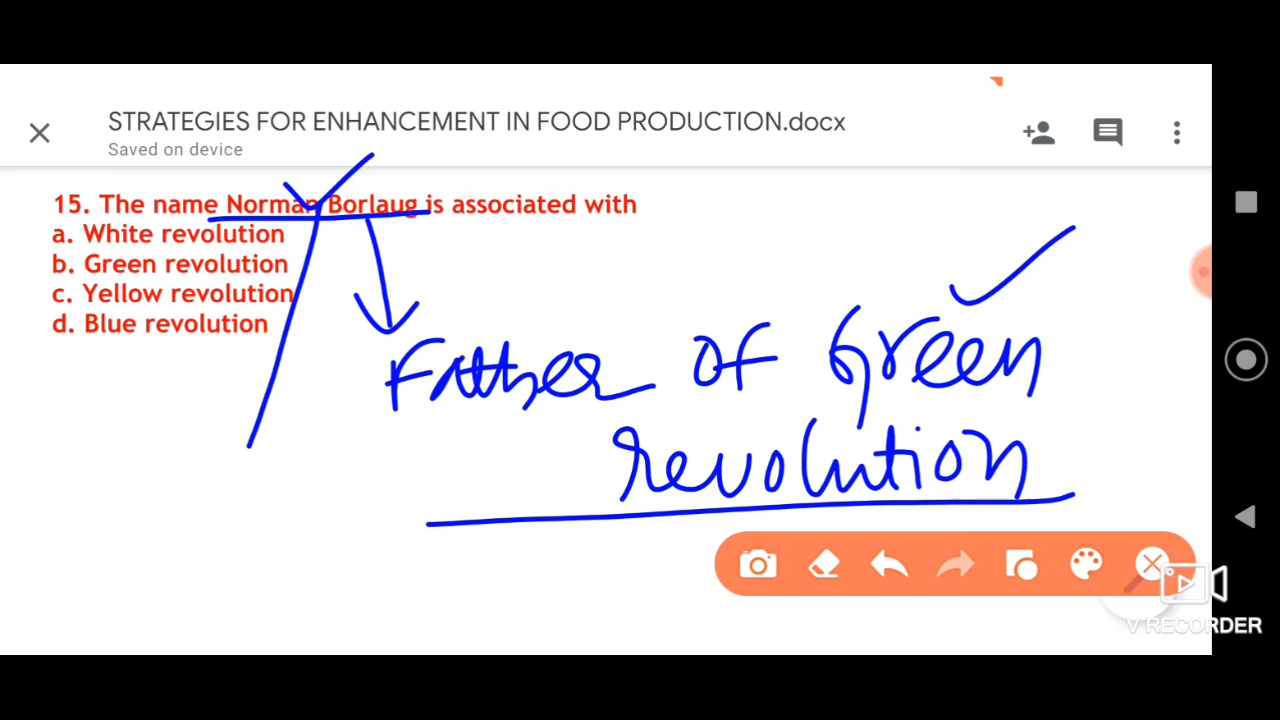 STRATEGIES FOR ENHANCEMENT IN FOOD PRODUCTION.docx
Saved on device
15. The name Norman Borlaug is associated with
a. White revolution
b. Green revolution
c. Yellow revolution
d. Blue revolution
Father of Green
revolution
V RECORDER